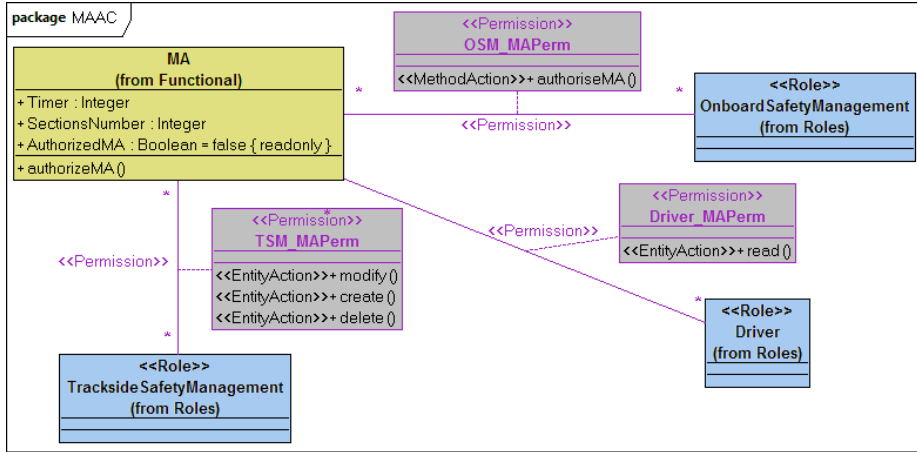 package MAAC
MA
(from Functional)
+ Timer : Integer
+ SectionsNumber : Integer
+ AuthorizedMA : Boolean = false { readonly }
+ authorizeMA ()
<<Permission>>
OSM_MAPerm
<<MethodAction>>+ authoriseMA ()
*
*
<<Permission>>
<<Role>>
OnboardSafetyManagement
(from Roles)
*
<<Permission>>
*
<<Permission>>
*
TSM_MAPerm
<<EntityAction>>+ modify ()
<<EntityAction>>+ create ()
<<EntityAction>>+ delete ()
<<Permission>>
<<Permission>>
Driver_MAPerm
<<EntityAction>>+ read ()
*
<<Role>>
Driver
(from Roles)
<<Role>>
TracksideSafetyManagement
(from Roles)